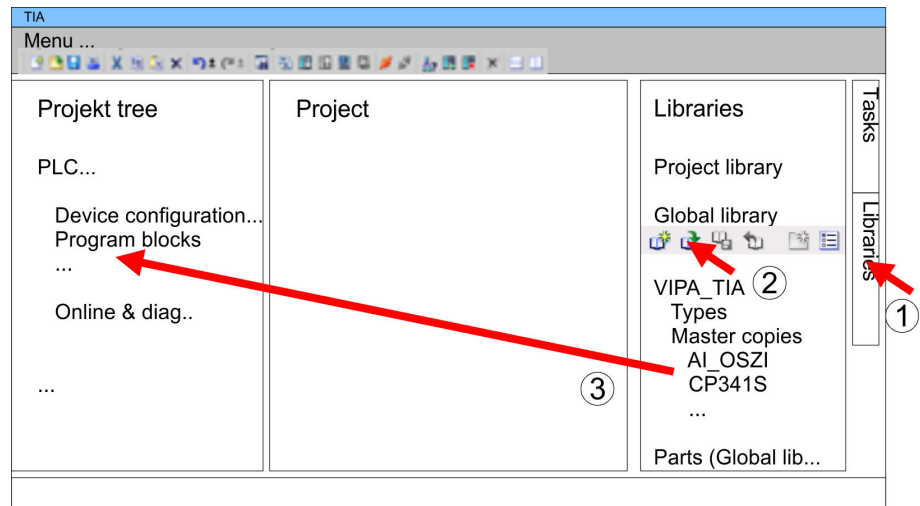 TIA
Menu ...
Projekt tree
PLC...
Device configuration...
Program blocks
...
Online & diag..
...
Project
③
Libraries
Project library
Global library
②
VIPA_TIA
Types
Master copies
AI_OSZI
CP341S
...
Parts (Global lib...
Tasks
Libraries
①